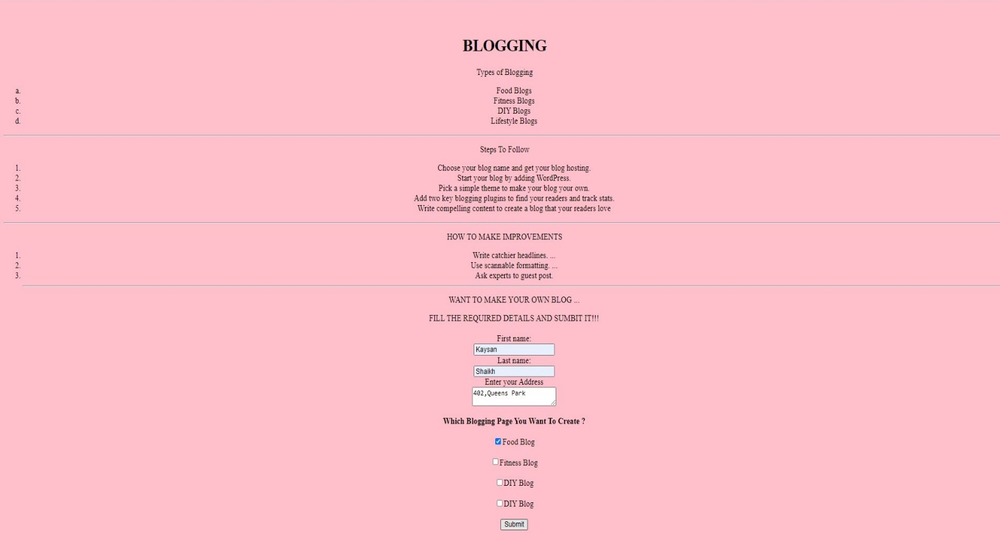 BLOGGING
Types of Blogging
a. Food Blogs
b. Fitness Blogs
c. DIY Blogs
d. Lifestyle Blogs
Steps To Follow
1. Choose your blog name and get your blog hosting.
2. Start your blog by adding WordPress.
3. Pick a simple theme to make your blog your own.
4. Add two key blogging plugins to find your readers and track stats.
5. Write compelling content to create a blog that your readers love
HOW TO MAKE IMPROVEMENTS
1. Write catchier headlines. ...
2. Use scannable formatting. ...
3. Ask experts to guest post.
WANT TO MAKE YOUR OWN BLOG ...
FILL THE REQUIRED DETAILS AND SUMBIT IT!!!
First name:
Kaysan
Last name:
Shaikh
Enter your Address
402,Queens Park
Which Blogging Page You Want To Create ?
Food Blog
Fitness Blog
DIY Blog
DIY Blog
Submit